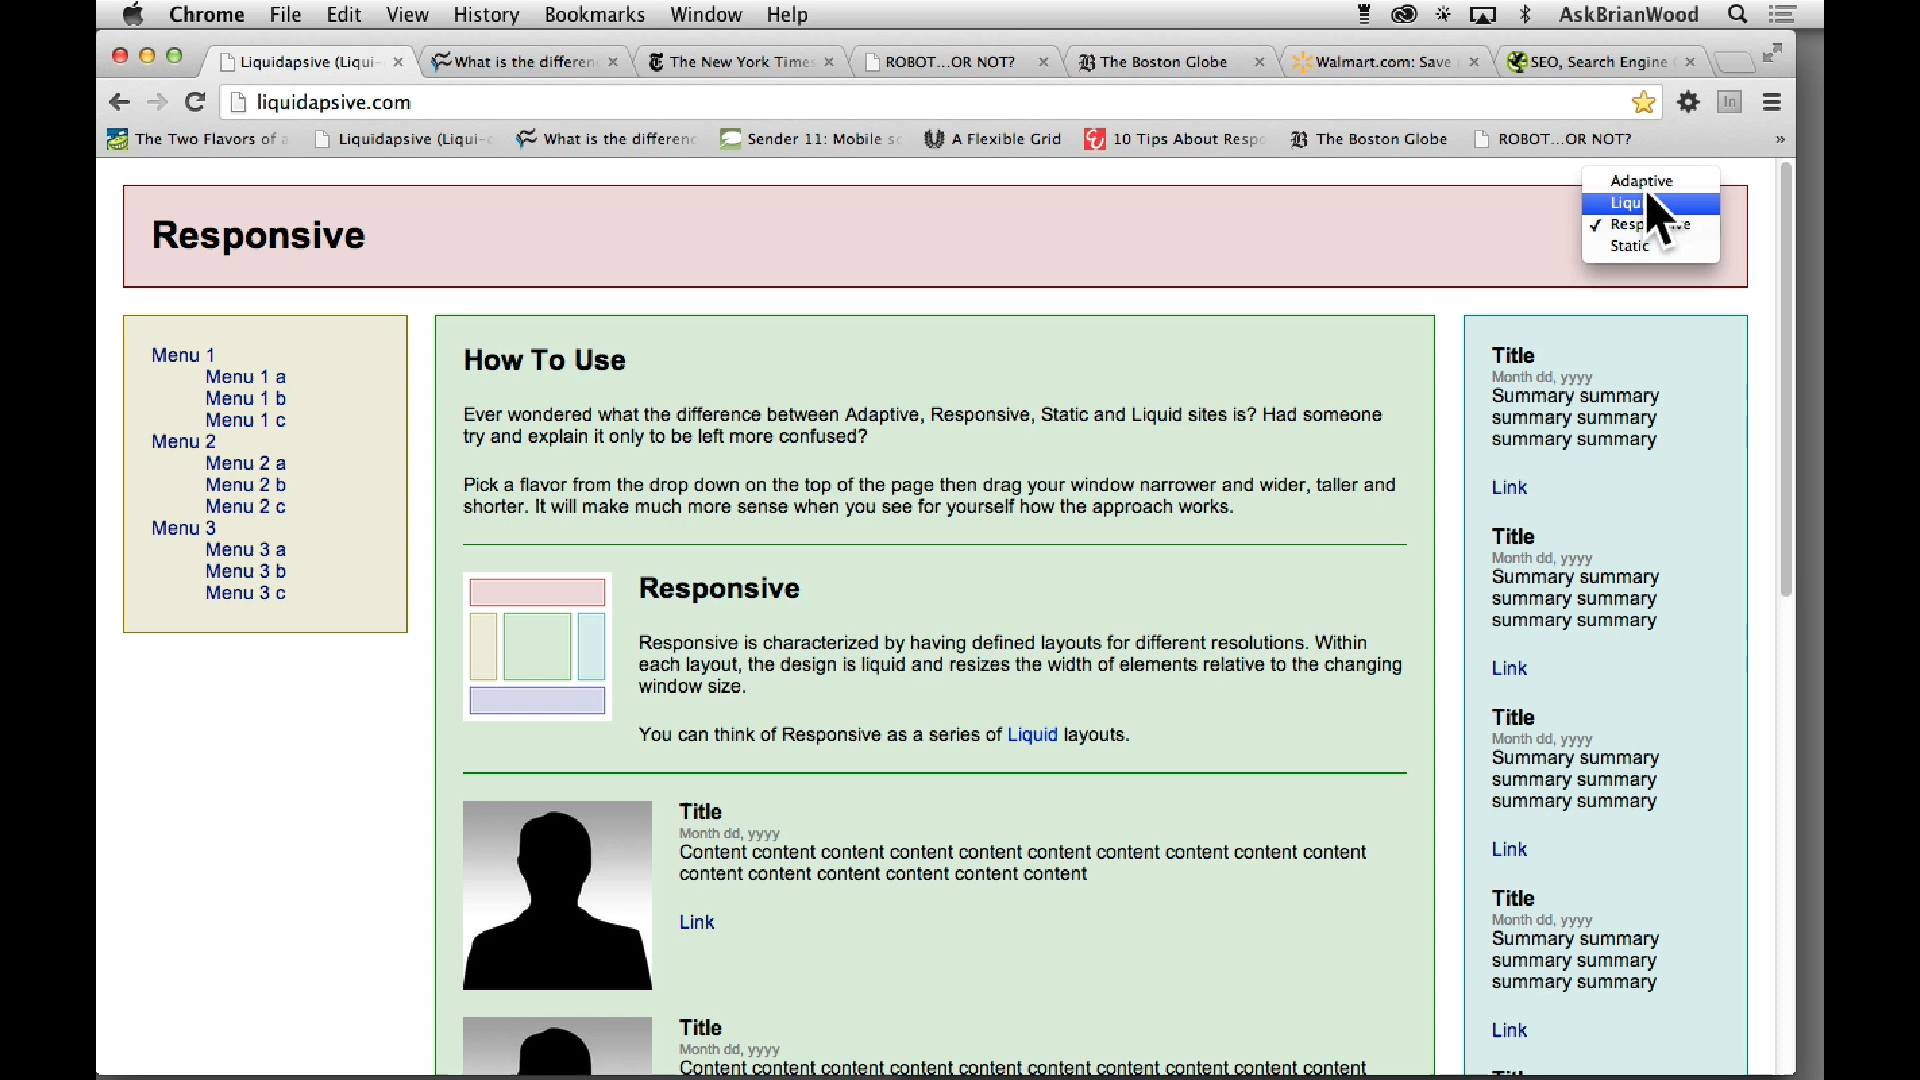 Chrome File Edit View History Bookmarks Window Help AskBrianWood
Liquidapsive (Liqui- What is the differen The New York Times ROBOT...OR NOT? The Boston Globe Walmart.com: Save SEO, Search Engine
liquidapsive.com In
The Two Flavors of a Liquidapsive (Liqui- What is the differenc Sender 11: Mobile sc A Flexible Grid 10 Tips About Respo The Boston Globe ROBOT...OR NOT? »
Adaptive
Static
Responsive
Menu 1
Menu 1 a
Menu 1 b
Menu 1 c
Menu 2
Menu 2 a
Menu 2 b
Menu 2 c
Menu 3
Menu 3 a
Menu 3 b
Menu 3 c
How To Use
Ever wondered what the difference between Adaptive, Responsive, Static and Liquid sites is? Had someone
try and explain it only to be left more confused?
Pick a flavor from the drop down on the top of the page then drag your window narrower and wider, taller and
shorter. It will make much more sense when you see for yourself how the approach works.
Responsive
Responsive is characterized by having defined layouts for different resolutions. Within
each layout, the design is liquid and resizes the width of elements relative to the changing
window size.
You can think of Responsive as a series of Liquid layouts.
Title
Month dd, yyyy
Content content content content content content content content content content
content content content content content content
Link
Title
Month dd, yyyy
Content content content content content content content content content content
Title
Month dd, yyyy
Summary summary
summary summary
summary summary
Link
Title
Month dd, yyyy
Summary summary
summary summary
summary summary
Link
Title
Month dd, yyyy
Summary summary
summary summary
summary summary
Link
Title
Month dd, yyyy
Summary summary
summary summary
summary summary
Link